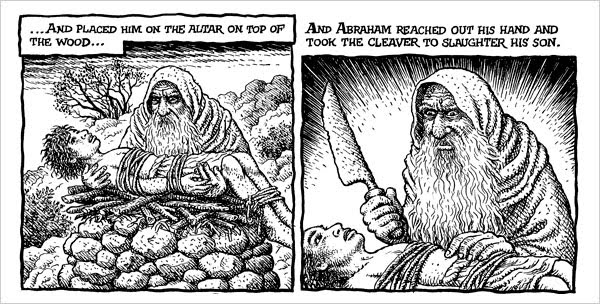 ...AND PLACED HIM ON THE ALTAR ON TOP OF
THE WOOD...
AND ABRAHAM REACHED OUT HIS HAND AND
TOOK THE CLEAVER TO SLAUGHTER HIS SON.